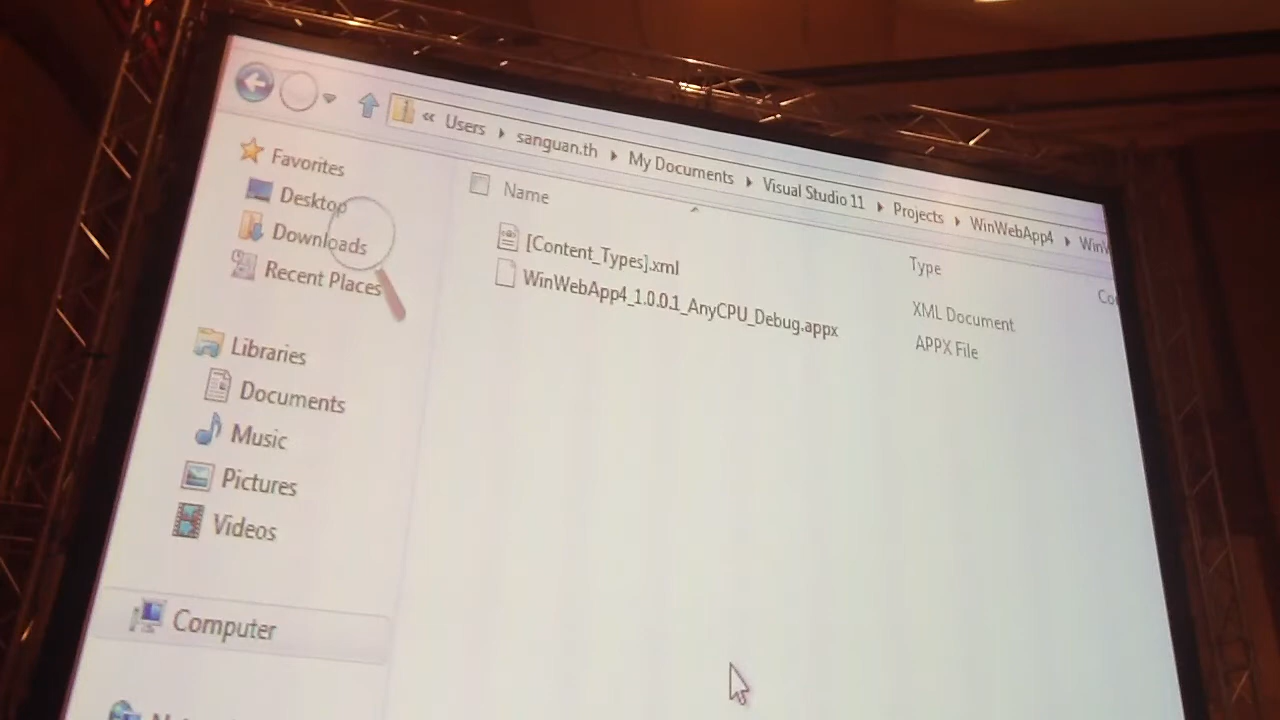 « Users ▸ sanguan.th ▸ My Documents ▸ Visual Studio 11 ▸ Projects ▸ WinWebApp4 ▸
Favorites
Desktop
Downloads
Recent Places
Libraries
Documents
Music
Pictures
Videos
Computer
Name
Type
[Content_Types].xml
XML Document
WinWebApp4_1.0.0.1_AnyCPU_Debug.appx
APPX File